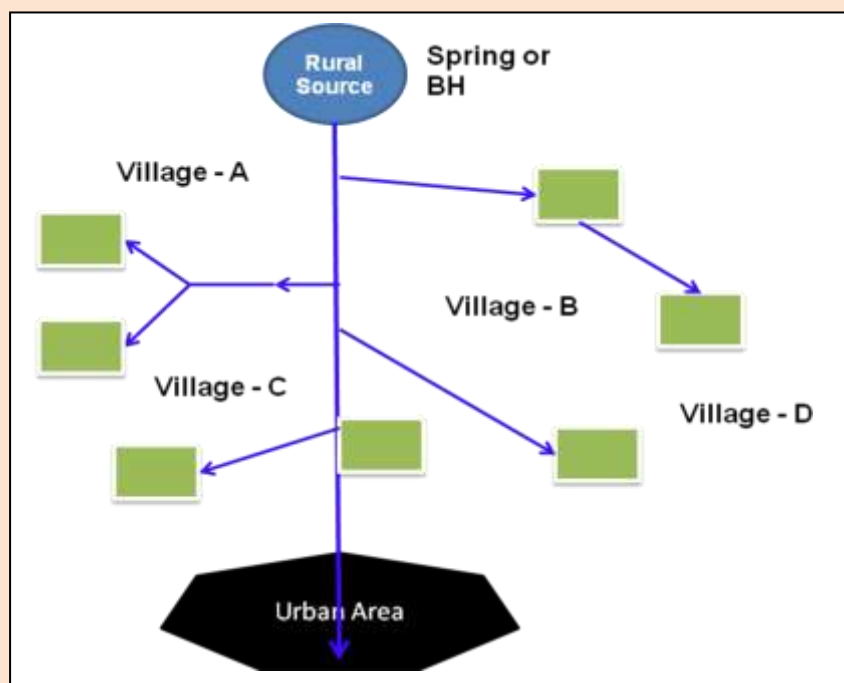 Rural
Source
Spring or
BH
Village - A
Village - B
Village - C
Village - D
Urban Area